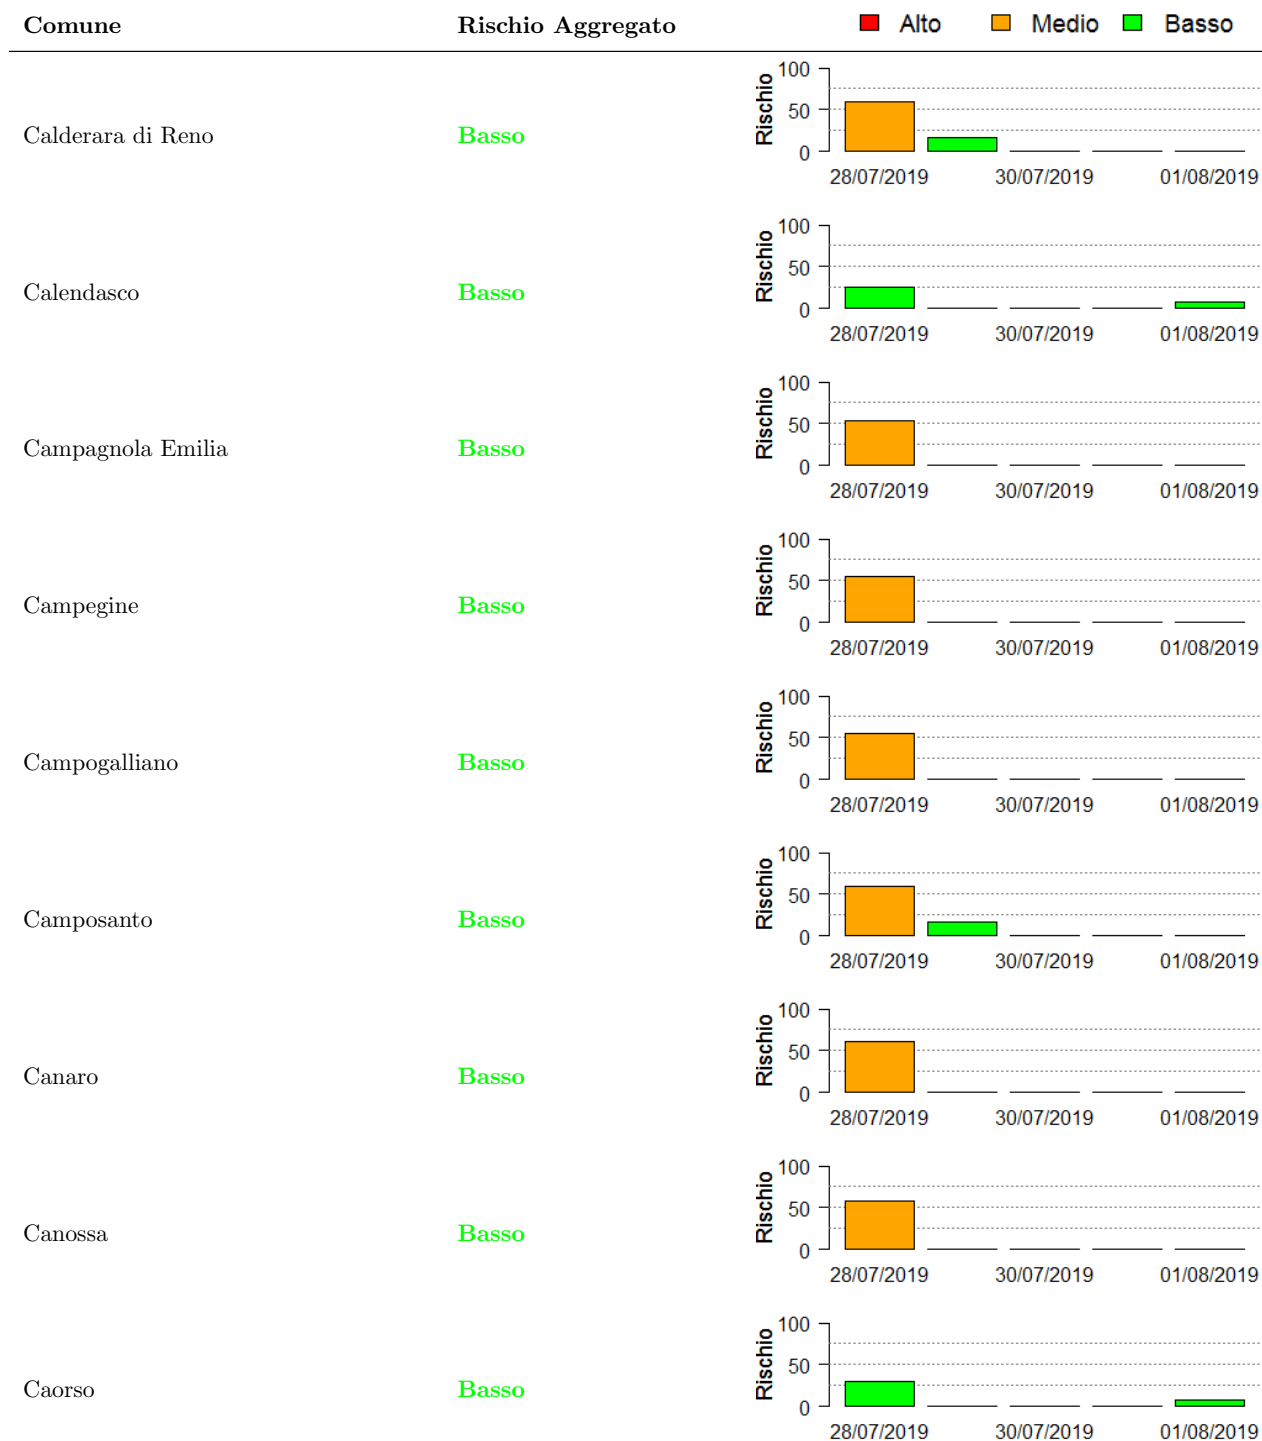 Comune Rischio Aggregato Alto Medio Basso
Calderara di Reno Basso
Rischio
100
50
0
28/07/2019 30/07/2019 01/08/2019
Calendasco Basso
Rischio
100
50
0
28/07/2019 30/07/2019 01/08/2019
Campagnola Emilia Basso
Rischio
100
50
0
28/07/2019 30/07/2019 01/08/2019
Campegine Basso
Rischio
100
50
0
28/07/2019 30/07/2019 01/08/2019
Campogalliano Basso
Rischio
100
50
0
28/07/2019 30/07/2019 01/08/2019
Camposanto Basso
Rischio
100
50
0
28/07/2019 30/07/2019 01/08/2019
Canaro Basso
Rischio
100
50
0
28/07/2019 30/07/2019 01/08/2019
Canossa Basso
Rischio
100
50
0
28/07/2019 30/07/2019 01/08/2019
Caorso Basso
Rischio
100
50
0
28/07/2019 30/07/2019 01/08/2019